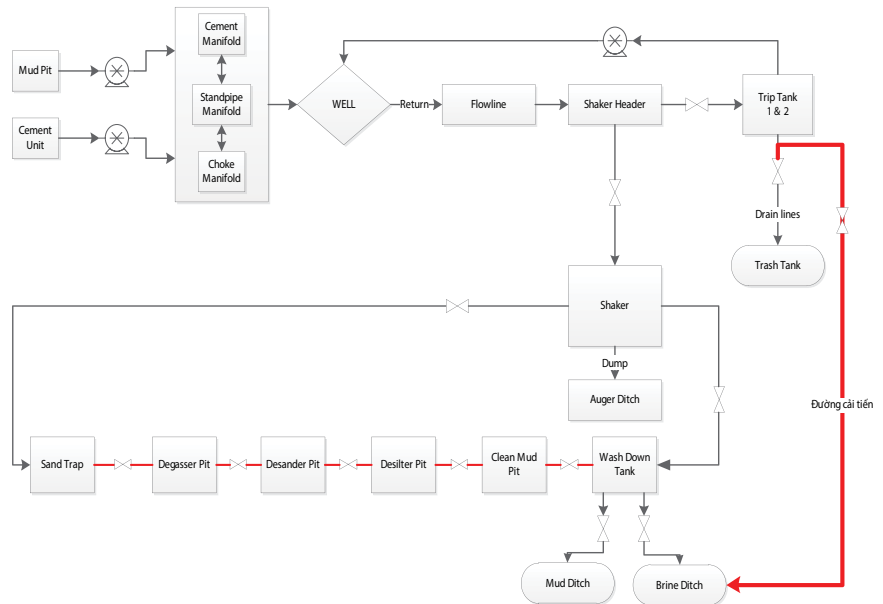 Cement
Manifold
Mud Pit
Standpipe
Manifold
WELL
Return
Flowline
Shaker Header
Trip Tank
1 & 2
Cement
Unit
Choke
Manifold
Drain lines
Trash Tank
Shaker
Dump
Auger Ditch
Đường cải tiến
Sand Trap
Degasser Pit
Desander Pit
Desilter Pit
Clean Mud
Pit
Wash Down
Tank
Mud Ditch
Brine Ditch